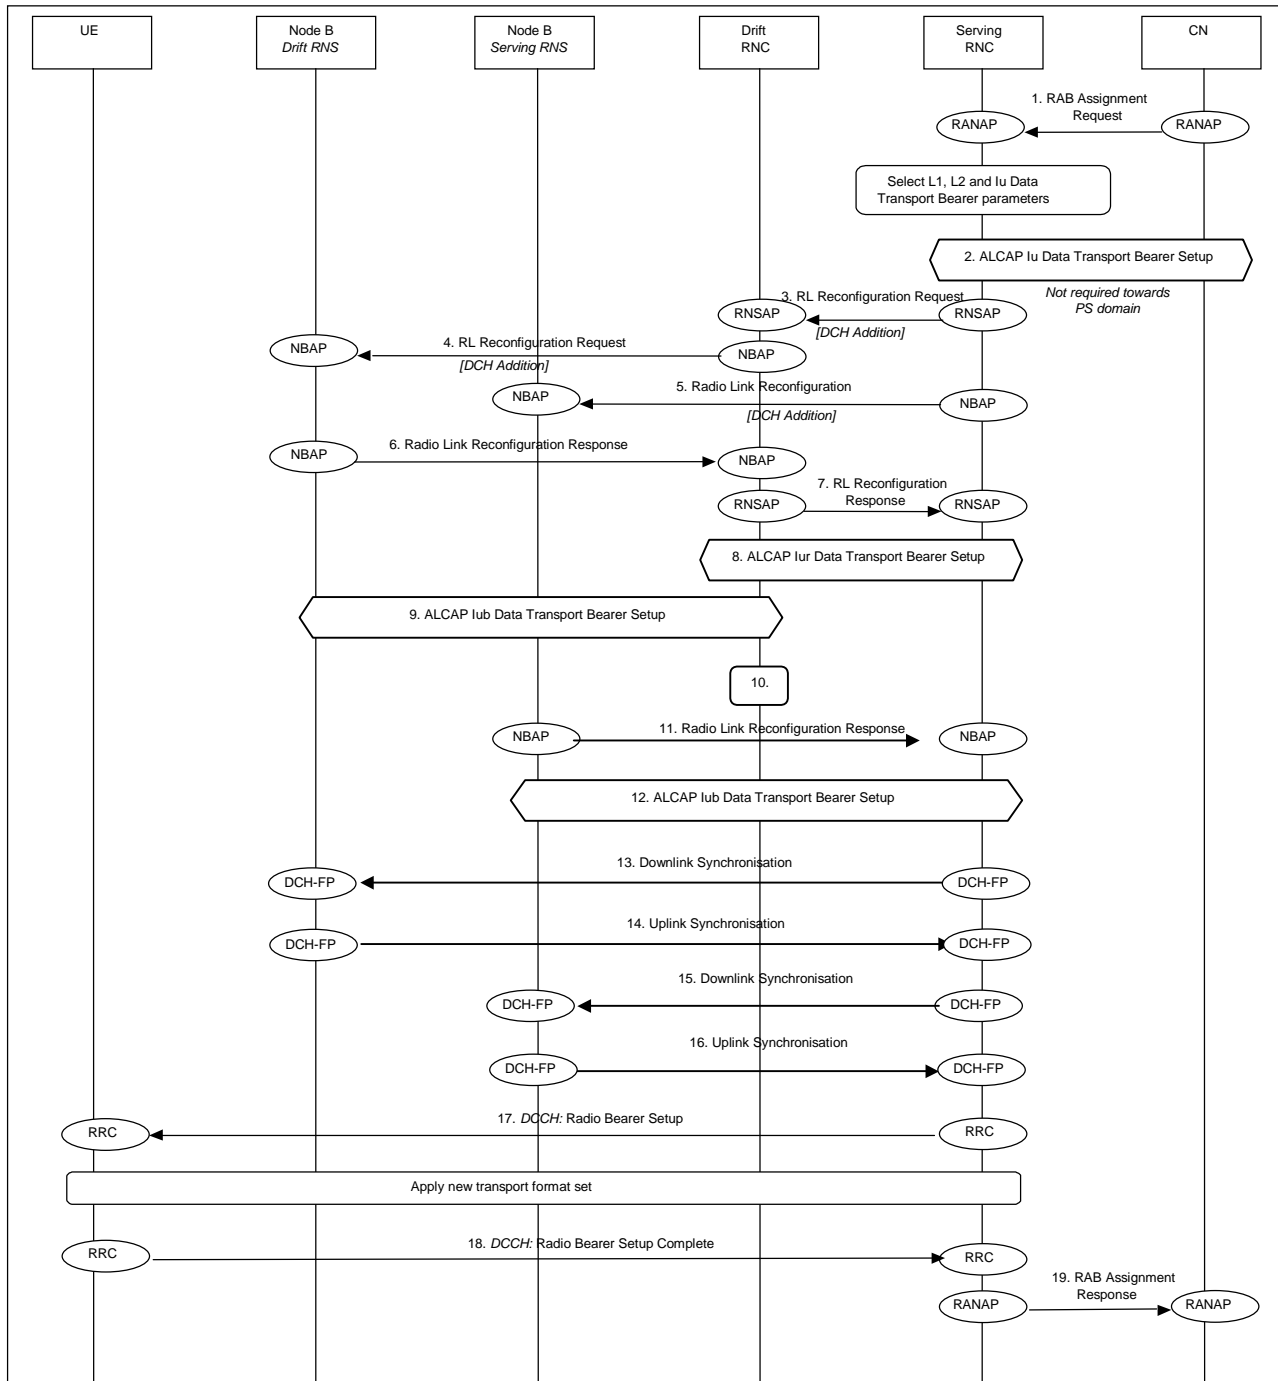 UE
Node B
Drift RNS
Node B
Serving RNS
Drift
RNC
Serving
RNC
CN
1. RAB Assignment
Request
RANAP
RANAP
Select L1, L2 and Iu Data
Transport Bearer parameters
2. ALCAP Iu Data Transport Bearer Setup
Not required towards
PS domain
3. RL Reconfiguration Request
RNSAP
RNSAP
[DCH Addition]
4. RL Reconfiguration Request
NBAP
NBAP
[DCH Addition]
5. Radio Link Reconfiguration
NBAP
NBAP
[DCH Addition]
6. Radio Link Reconfiguration Response
NBAP
NBAP
7. RL Reconfiguration
Response
RNSAP
RNSAP
8. ALCAP Iur Data Transport Bearer Setup
9. ALCAP Iub Data Transport Bearer Setup
10.
11. Radio Link Reconfiguration Response
NBAP
NBAP
12. ALCAP Iub Data Transport Bearer Setup
13. Downlink Synchronisation
DCH-FP
DCH-FP
14. Uplink Synchronisation
DCH-FP
DCH-FP
15. Downlink Synchronisation
DCH-FP
DCH-FP
16. Uplink Synchronisation
DCH-FP
DCH-FP
17. DCCH: Radio Bearer Setup
RRC
RRC
Apply new transport format set
18. DCCH: Radio Bearer Setup Complete
RRC
RRC
19. RAB Assignment
Response
RANAP
RANAP